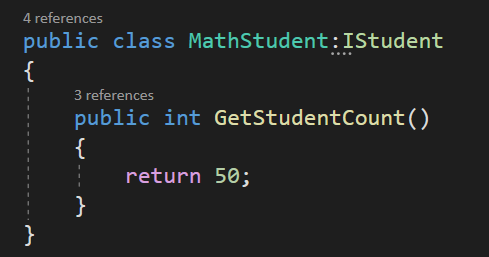 4 references
public class MathStudent:IStudent
{
3 references
public int GetStudentCount()
{
return 50;
}
}